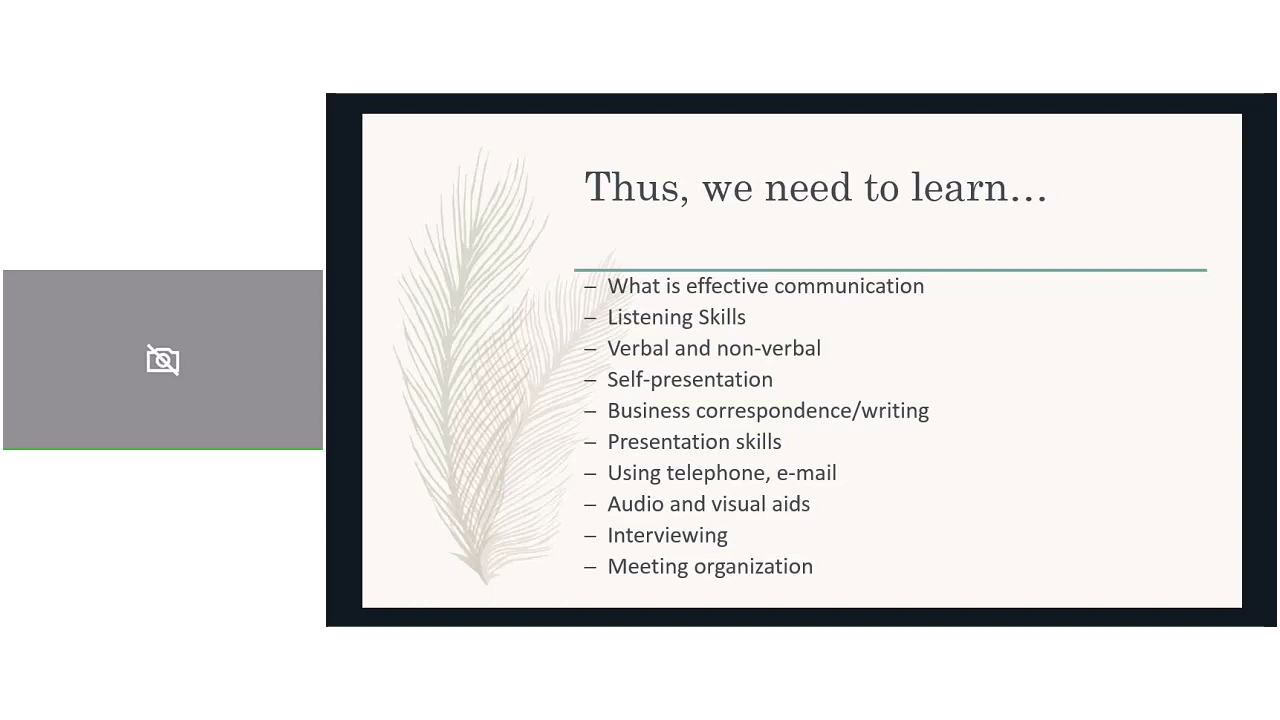 Thus, we need to learn...
– What is effective communication
– Listening Skills
– Verbal and non-verbal
– Self-presentation
– Business correspondence/writing
– Presentation skills
– Using telephone, e-mail
– Audio and visual aids
– Interviewing
– Meeting organization